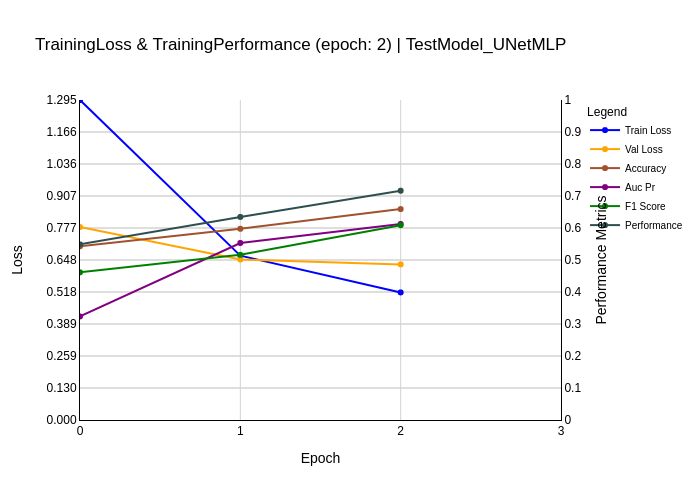 TrainingLoss & TrainingPerformance (epoch: 2) | TestModel_UNetMLP
1.295
1.166
1.036
0.907
0.777
0.648
0.518
0.389
0.259
0.130
0.000
Loss
0
1
2
3
Epoch
1
0.9
0.8
0.7
0.6
0.5
0.4
0.3
0.2
0.1
0
Performance Metrics
Legend
Train Loss
Val Loss
Accuracy
Auc Pr
F1 Score
Performance